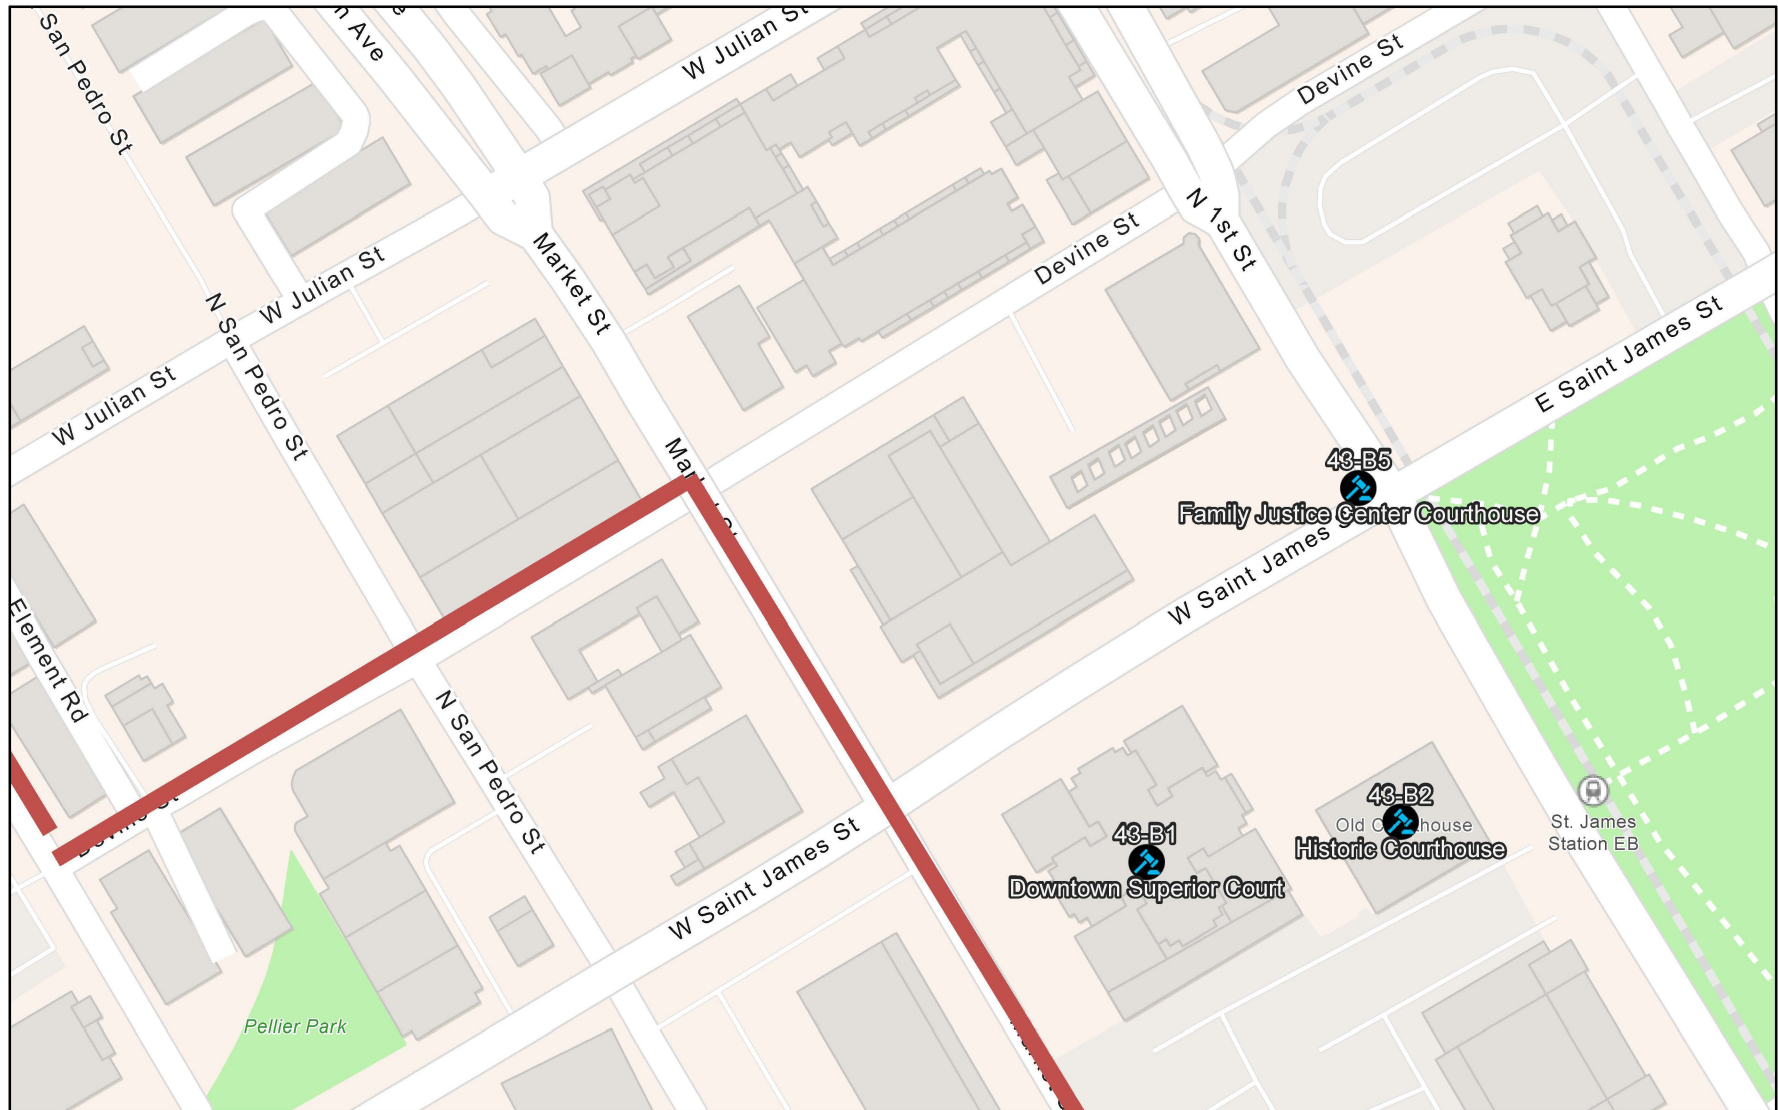 San Pedro St
n Ave
e
W Julian St
Devine St
N 1st St
Devine St
W Julian St
Market St
N San Pedro St
W Julian St
E Saint James St
43-B5
Family Justice Center Courthouse
W Saint James
Element Rd
N San Pedro St
43-B2
Historic Courthouse
43-B1
Downtown Superior Court
St. James
Station EB
W Saint James St
Pellier Park